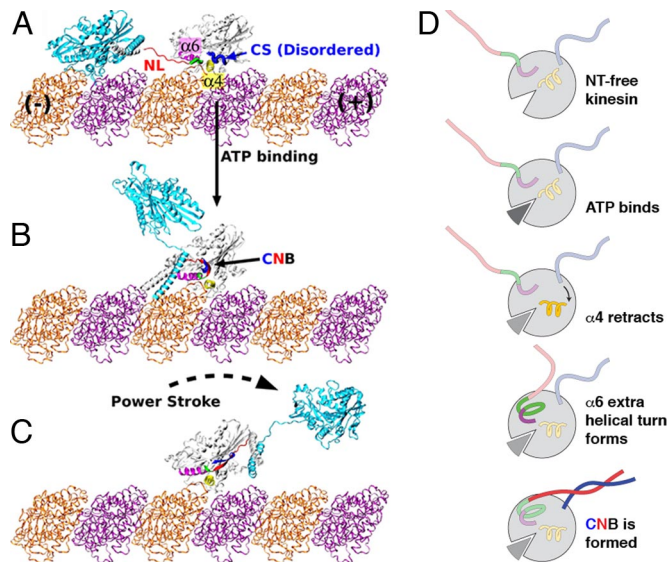 A
α6
CS (Disordered)
NL
α4
(-)
(+)
ATP binding
B
CNB
Power Stroke
C
D
NT-free
kinesin
ATP binds
α4 retracts
α6 extra
helical turn
forms
CNB is
formed